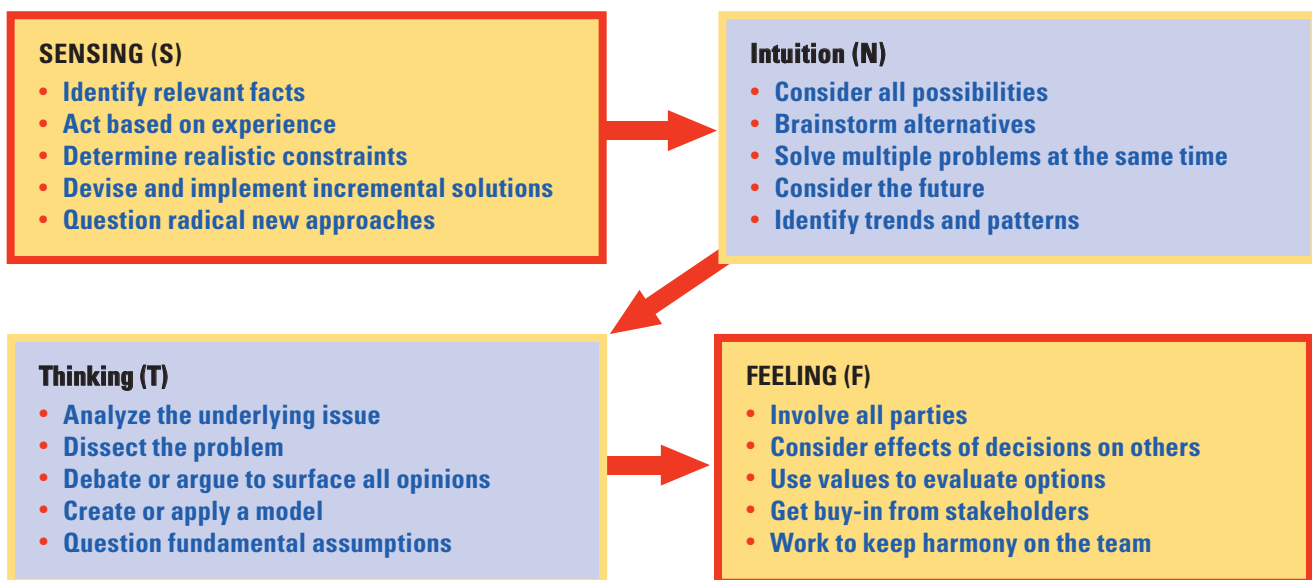 SENSING (S)
• Identify relevant facts
• Act based on experience
• Determine realistic constraints
• Devise and implement incremental solutions
• Question radical new approaches
Intuition (N)
• Consider all possibilities
• Brainstorm alternatives
• Solve multiple problems at the same time
• Consider the future
• Identify trends and patterns
Thinking (T)
• Analyze the underlying issue
• Dissect the problem
• Debate or argue to surface all opinions
• Create or apply a model
• Question fundamental assumptions
FEELING (F)
• Involve all parties
• Consider effects of decisions on others
• Use values to evaluate options
• Get buy-in from stakeholders
• Work to keep harmony on the team